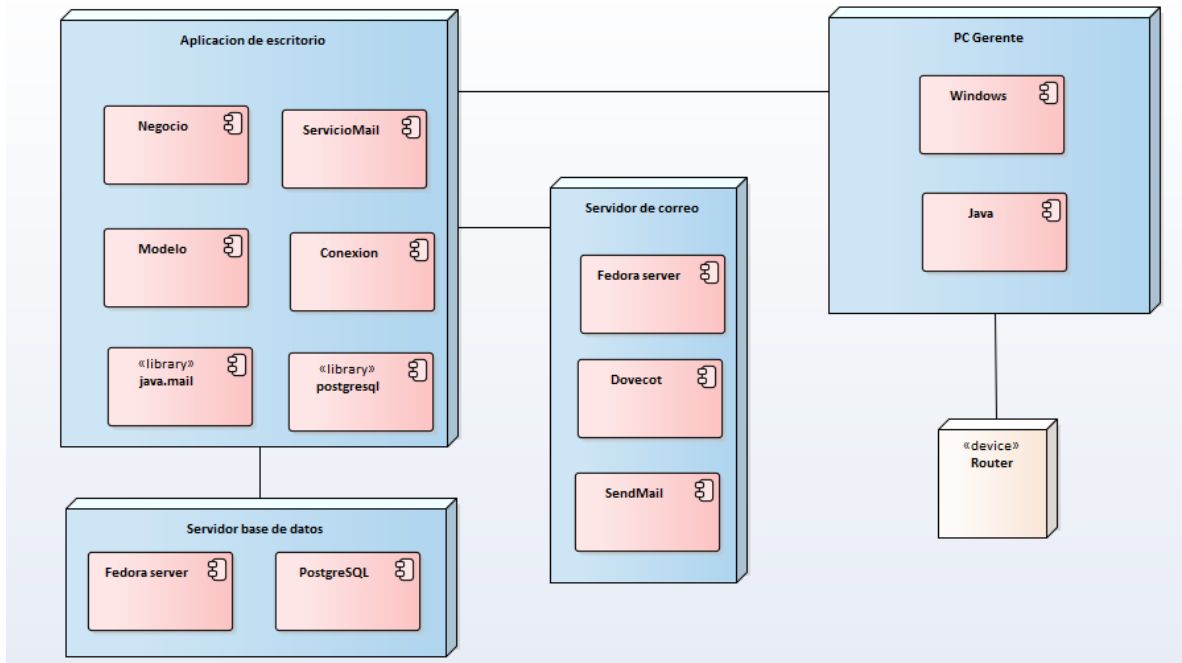 Aplicacion de escritorio
Negocio
ServicioMail
Modelo
Conexion
«library»
java.mail
«library»
postgresql
PC Gerente
Windows
Java
Servidor de correo
Fedora server
Dovecot
SendMail
«device»
Router
Servidor base de datos
Fedora server
PostgreSQL